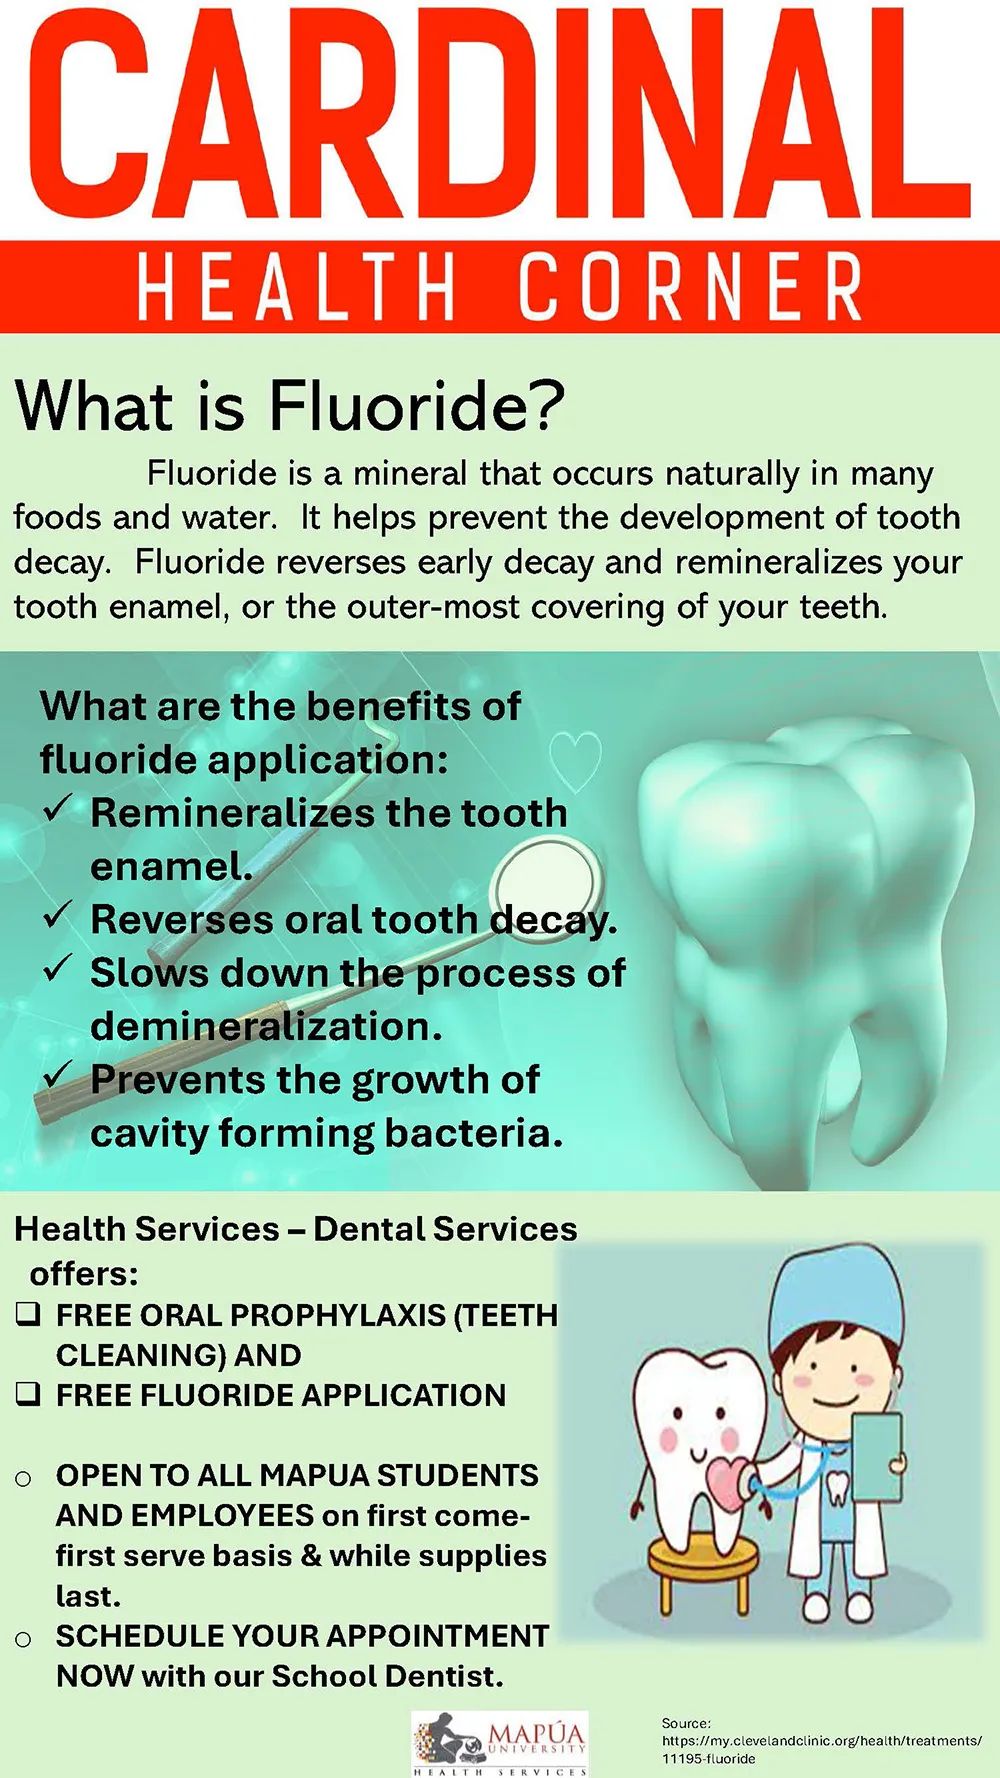 CARDINAL
HEALTH CORNER
What is Fluoride?
Fluoride is a mineral that occurs naturally in many
foods and water. It helps prevent the development of tooth
decay. Fluoride reverses early decay and remineralizes your
tooth enamel, or the outer-most covering of your teeth.
What are the benefits of
fluoride application:
✓ Remineralizes the tooth
enamel.
✓ Reverses oral tooth decay.
✓ Slows down the process of
demineralization.
✓ Prevents the growth of
cavity forming bacteria.
Health Services – Dental Services
offers:
❑ FREE ORAL PROPHYLAXIS (TEETH
CLEANING) AND
❑ FREE FLUORIDE APPLICATION
○ OPEN TO ALL MAPUA STUDENTS
AND EMPLOYEES on first come-
first serve basis & while supplies
last.
○ SCHEDULE YOUR APPOINTMENT
NOW with our School Dentist.
MAPÚA
UNIVERSITY
HEALTH SERVICES
Source:
https://my.clevelandclinic.org/health/treatments/
11195-fluoride